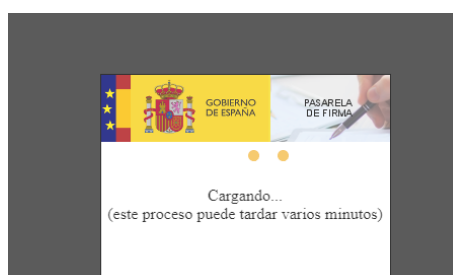 GOBIERNO
DE ESPAÑA
PASARELA
DE FIRMA
Cargando...
(este proceso puede tardar varios minutos)